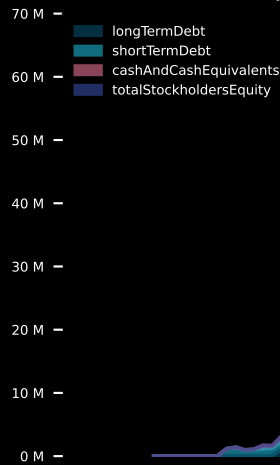 70 M
longTermDebt
shortTermDebt
60 M
cashAndCashEquivalents
totalStockholdersEquity
50 M
40 M
30 M
20 M
10 M
0 M